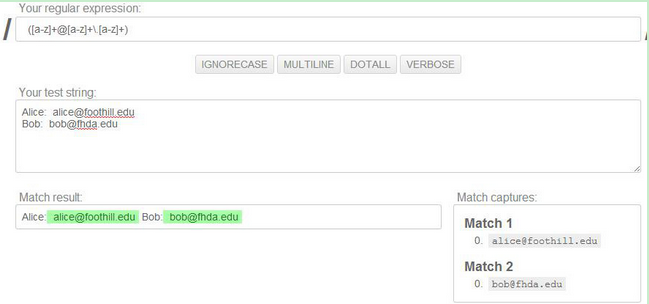 Your regular expression:
/ ([a-z]+@[a-z]+\.[a-z]+) /
IGNORECASE MULTILINE DOTALL VERBOSE
Your test string:
Alice: alice@foothill.edu
Bob: bob@fhda.edu
Match result:
Alice: alice@foothill.edu Bob: bob@fhda.edu
Match captures:
Match 1
0. alice@foothill.edu
Match 2
0. bob@fhda.edu